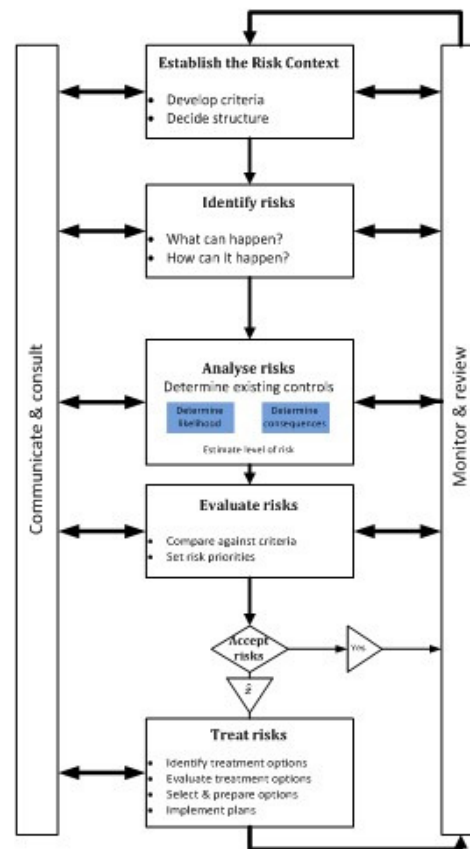 Establish the Risk Context
Develop criteria
Decide structure
Identify risks
What can happen?
How can it happen?
Analyse risks
Determine existing controls
Determine
likelihood
Determine
consequences
Estimate level of risk
Evaluate risks
Compare against criteria
Set risk priorities
Accept
risks
Yes
Treat risks
Identify treatment options
Evaluate treatment options
Select & prepare options
Implement plans
Communicate & consult
Monitor & review